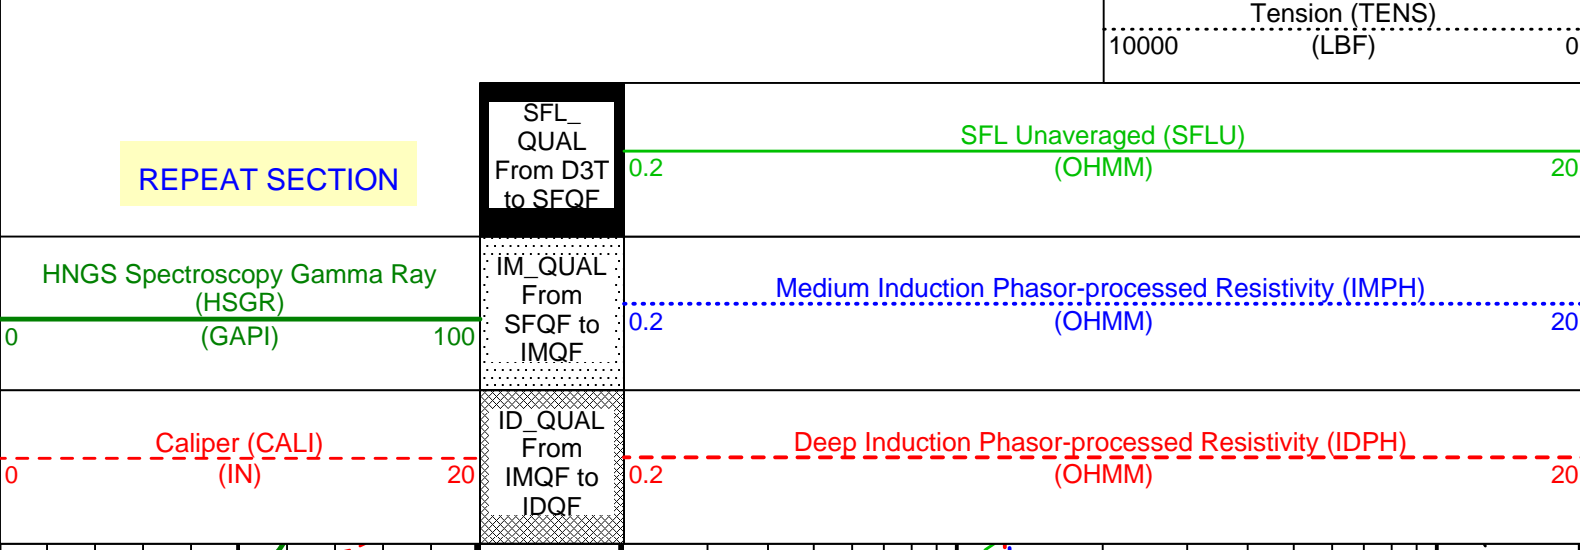 Tension (TENS)
10000 (LBF) 0
SFL_
QUAL
From D3T
to SFQF
SFL Unaveraged (SFLU)
0.2 (OHMM) 20
REPEAT SECTION
HNGS Spectroscopy Gamma Ray
(HSGR)
0 (GAPI) 100
IM_QUAL
From
SFQF to
IMQF
Medium Induction Phasor-processed Resistivity (IMPH)
0.2 (OHMM) 20
Caliper (CALI)
0 (IN) 20
ID_QUAL
From
IMQF to
IDQF
Deep Induction Phasor-processed Resistivity (IDPH)
0.2 (OHMM) 20